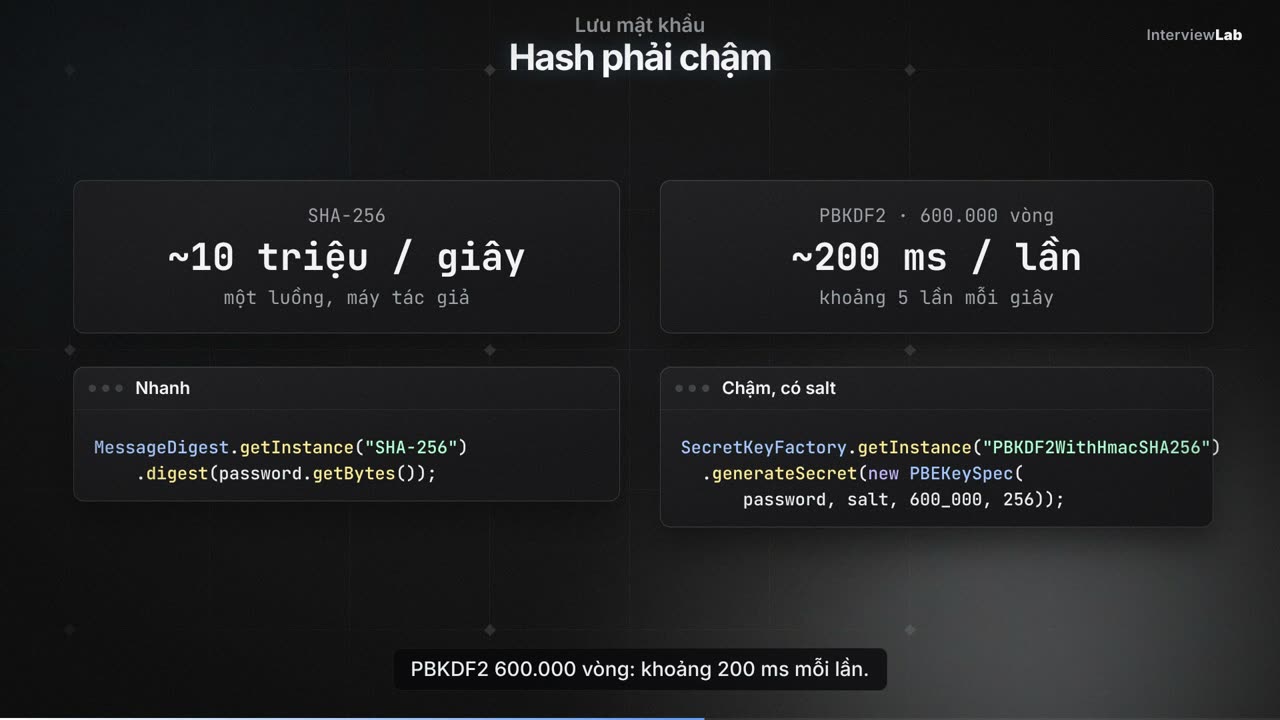 Lưu mật khẩu
Hash phải chậm
InterviewLab
SHA-256
~10 triệu / giây
một luồng, máy tác giả
PBKDF2 · 600.000 vòng
~200 ms / lần
khoảng 5 lần mỗi giây
Nhanh
MessageDigest.getInstance("SHA-256")
    .digest(password.getBytes());
Chậm, có salt
SecretKeyFactory.getInstance("PBKDF2WithHmacSHA256")
  .generateSecret(new PBEKeySpec(
      password, salt, 600_000, 256));
PBKDF2 600.000 vòng: khoảng 200 ms mỗi lần.